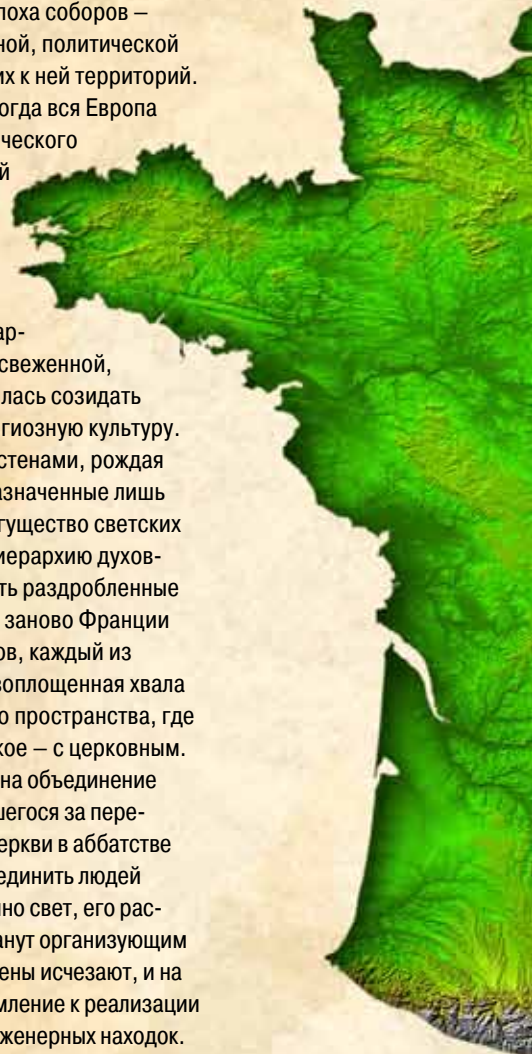 поха соборов –
ной, политической
их к ней территорий.
огда вся Европа
ческого
й
ар-
свеженной,
лась созидать
гиозную культуру.
стенами, рождая
азначенные лишь
гущество светских
иерархию духов-
ть раздробленные
заново Франции
ов, каждый из
воплощенная хвала
о пространства, где
кое – с церковным.
на объединение
шегося за пере-
еркви в аббатстве
единить людей
но свет, его рас-
анут организующим
ены исчезают, и на
мление к реализации
женерных находок.